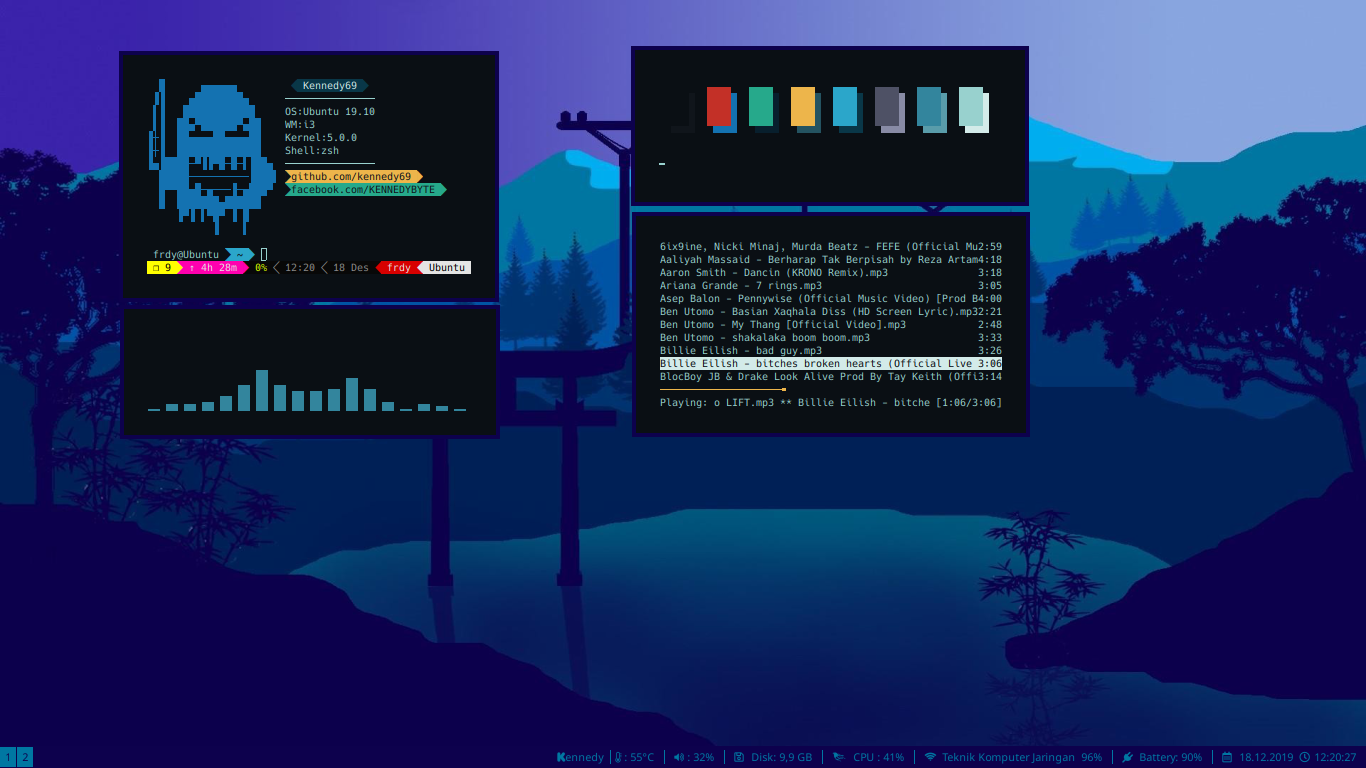 Kennedy69
OS:Ubuntu 19.10
WM:i3
Kernel:5.0.0
Shell:zsh
github.com/kennedy69
facebook.com/KENNEDYBYTE
frdy@Ubuntu ~
❐ 9 ↑ 4h 28m 0% 12:20 18 Des frdy Ubuntu
6ix9ine, Nicki Minaj, Murda Beatz - FEFE (Official Mu2:59
Aaliyah Massaid - Berharap Tak Berpisah by Reza Artam4:18
Aaron Smith - Dancin (KRONO Remix).mp3 3:18
Ariana Grande - 7 rings.mp3 3:05
Asep Balon - Pennywise (Official Music Video) [Prod B4:00
Ben Utomo - Basian Xaqhala Diss (HD Screen Lyric).mp32:21
Ben Utomo - My Thang [Official Video].mp3 2:48
Ben Utomo - shakalaka boom boom.mp3 3:33
Billie Eilish - bad guy.mp3 3:26
Billie Eilish - bitches broken hearts (Official Live 3:06
BlocBoy JB & Drake Look Alive Prod By Tay Keith (Offi3:14
Playing: o LIFT.mp3 ** Billie Eilish - bitche [1:06/3:06]
1 2 Kennedy : 55°C : 32% Disk: 9,9 GB CPU : 41% Teknik Komputer Jaringan 96% Battery: 90% 18.12.2019 12:20:27